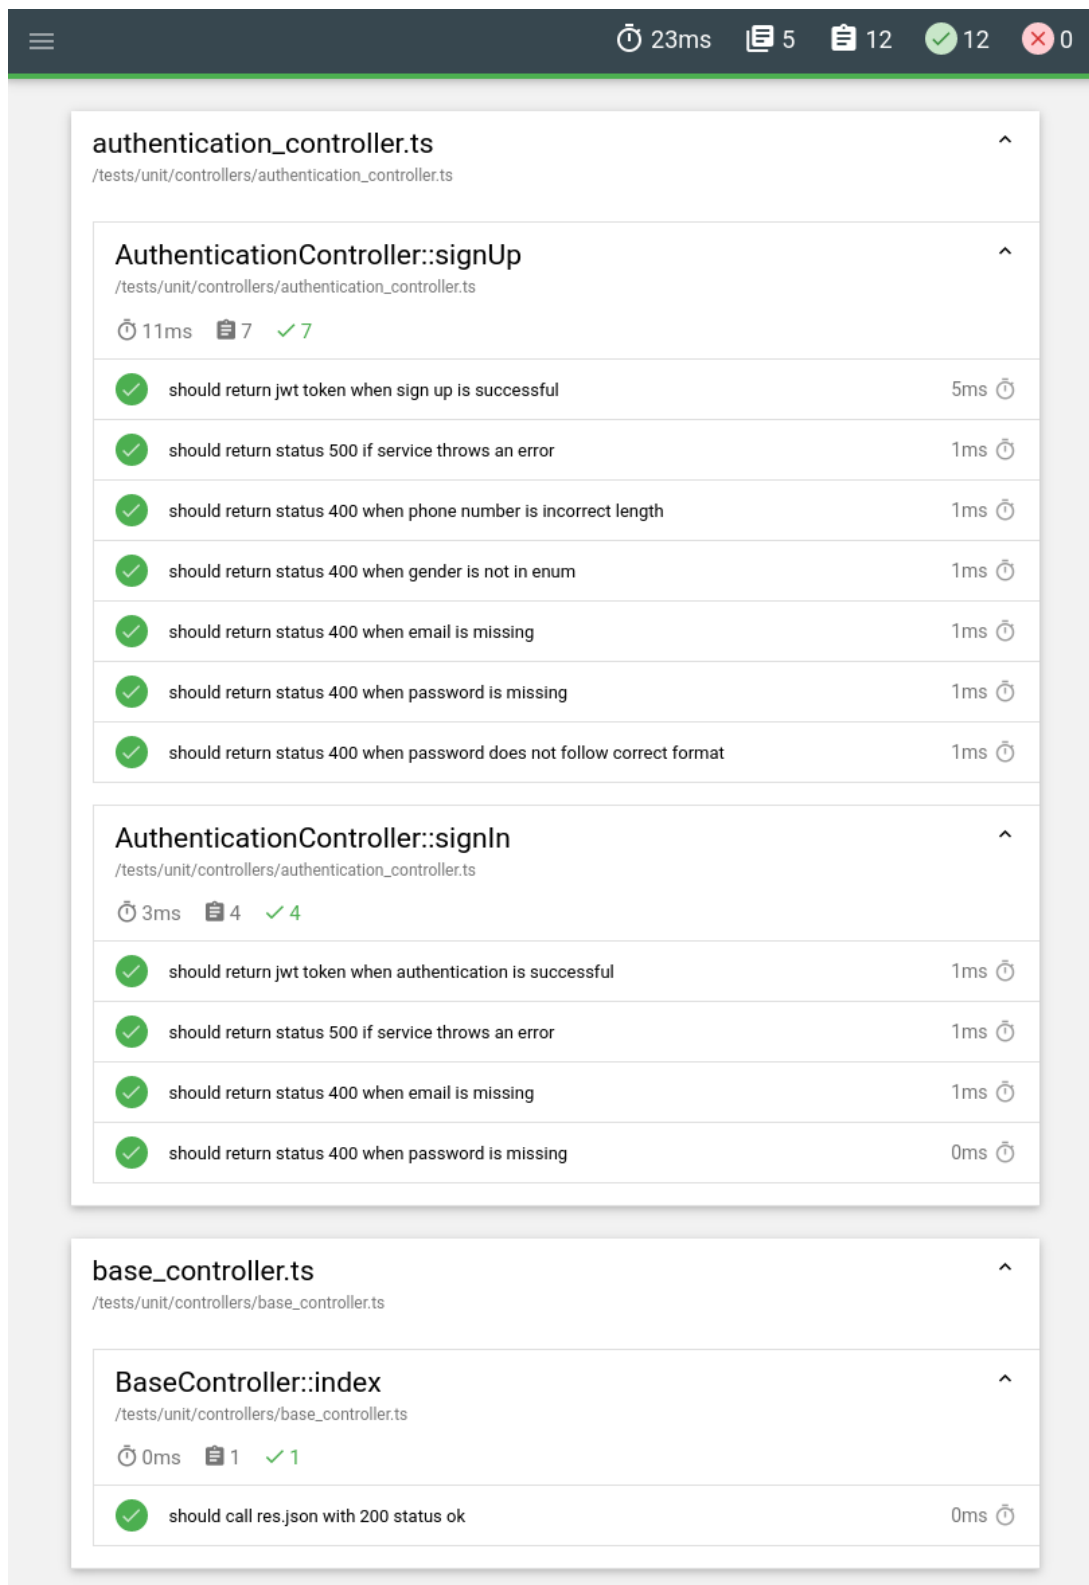 23ms 5 12 12 0
authentication_controller.ts
/tests/unit/controllers/authentication_controller.ts
AuthenticationController::signUp
/tests/unit/controllers/authentication_controller.ts
11ms 7 7
should return jwt token when sign up is successful 5ms
should return status 500 if service throws an error 1ms
should return status 400 when phone number is incorrect length 1ms
should return status 400 when gender is not in enum 1ms
should return status 400 when email is missing 1ms
should return status 400 when password is missing 1ms
should return status 400 when password does not follow correct format 1ms
AuthenticationController::signIn
/tests/unit/controllers/authentication_controller.ts
3ms 4 4
should return jwt token when authentication is successful 1ms
should return status 500 if service throws an error 1ms
should return status 400 when email is missing 1ms
should return status 400 when password is missing 0ms
base_controller.ts
/tests/unit/controllers/base_controller.ts
BaseController::index
/tests/unit/controllers/base_controller.ts
0ms 1 1
should call res.json with 200 status ok 0ms